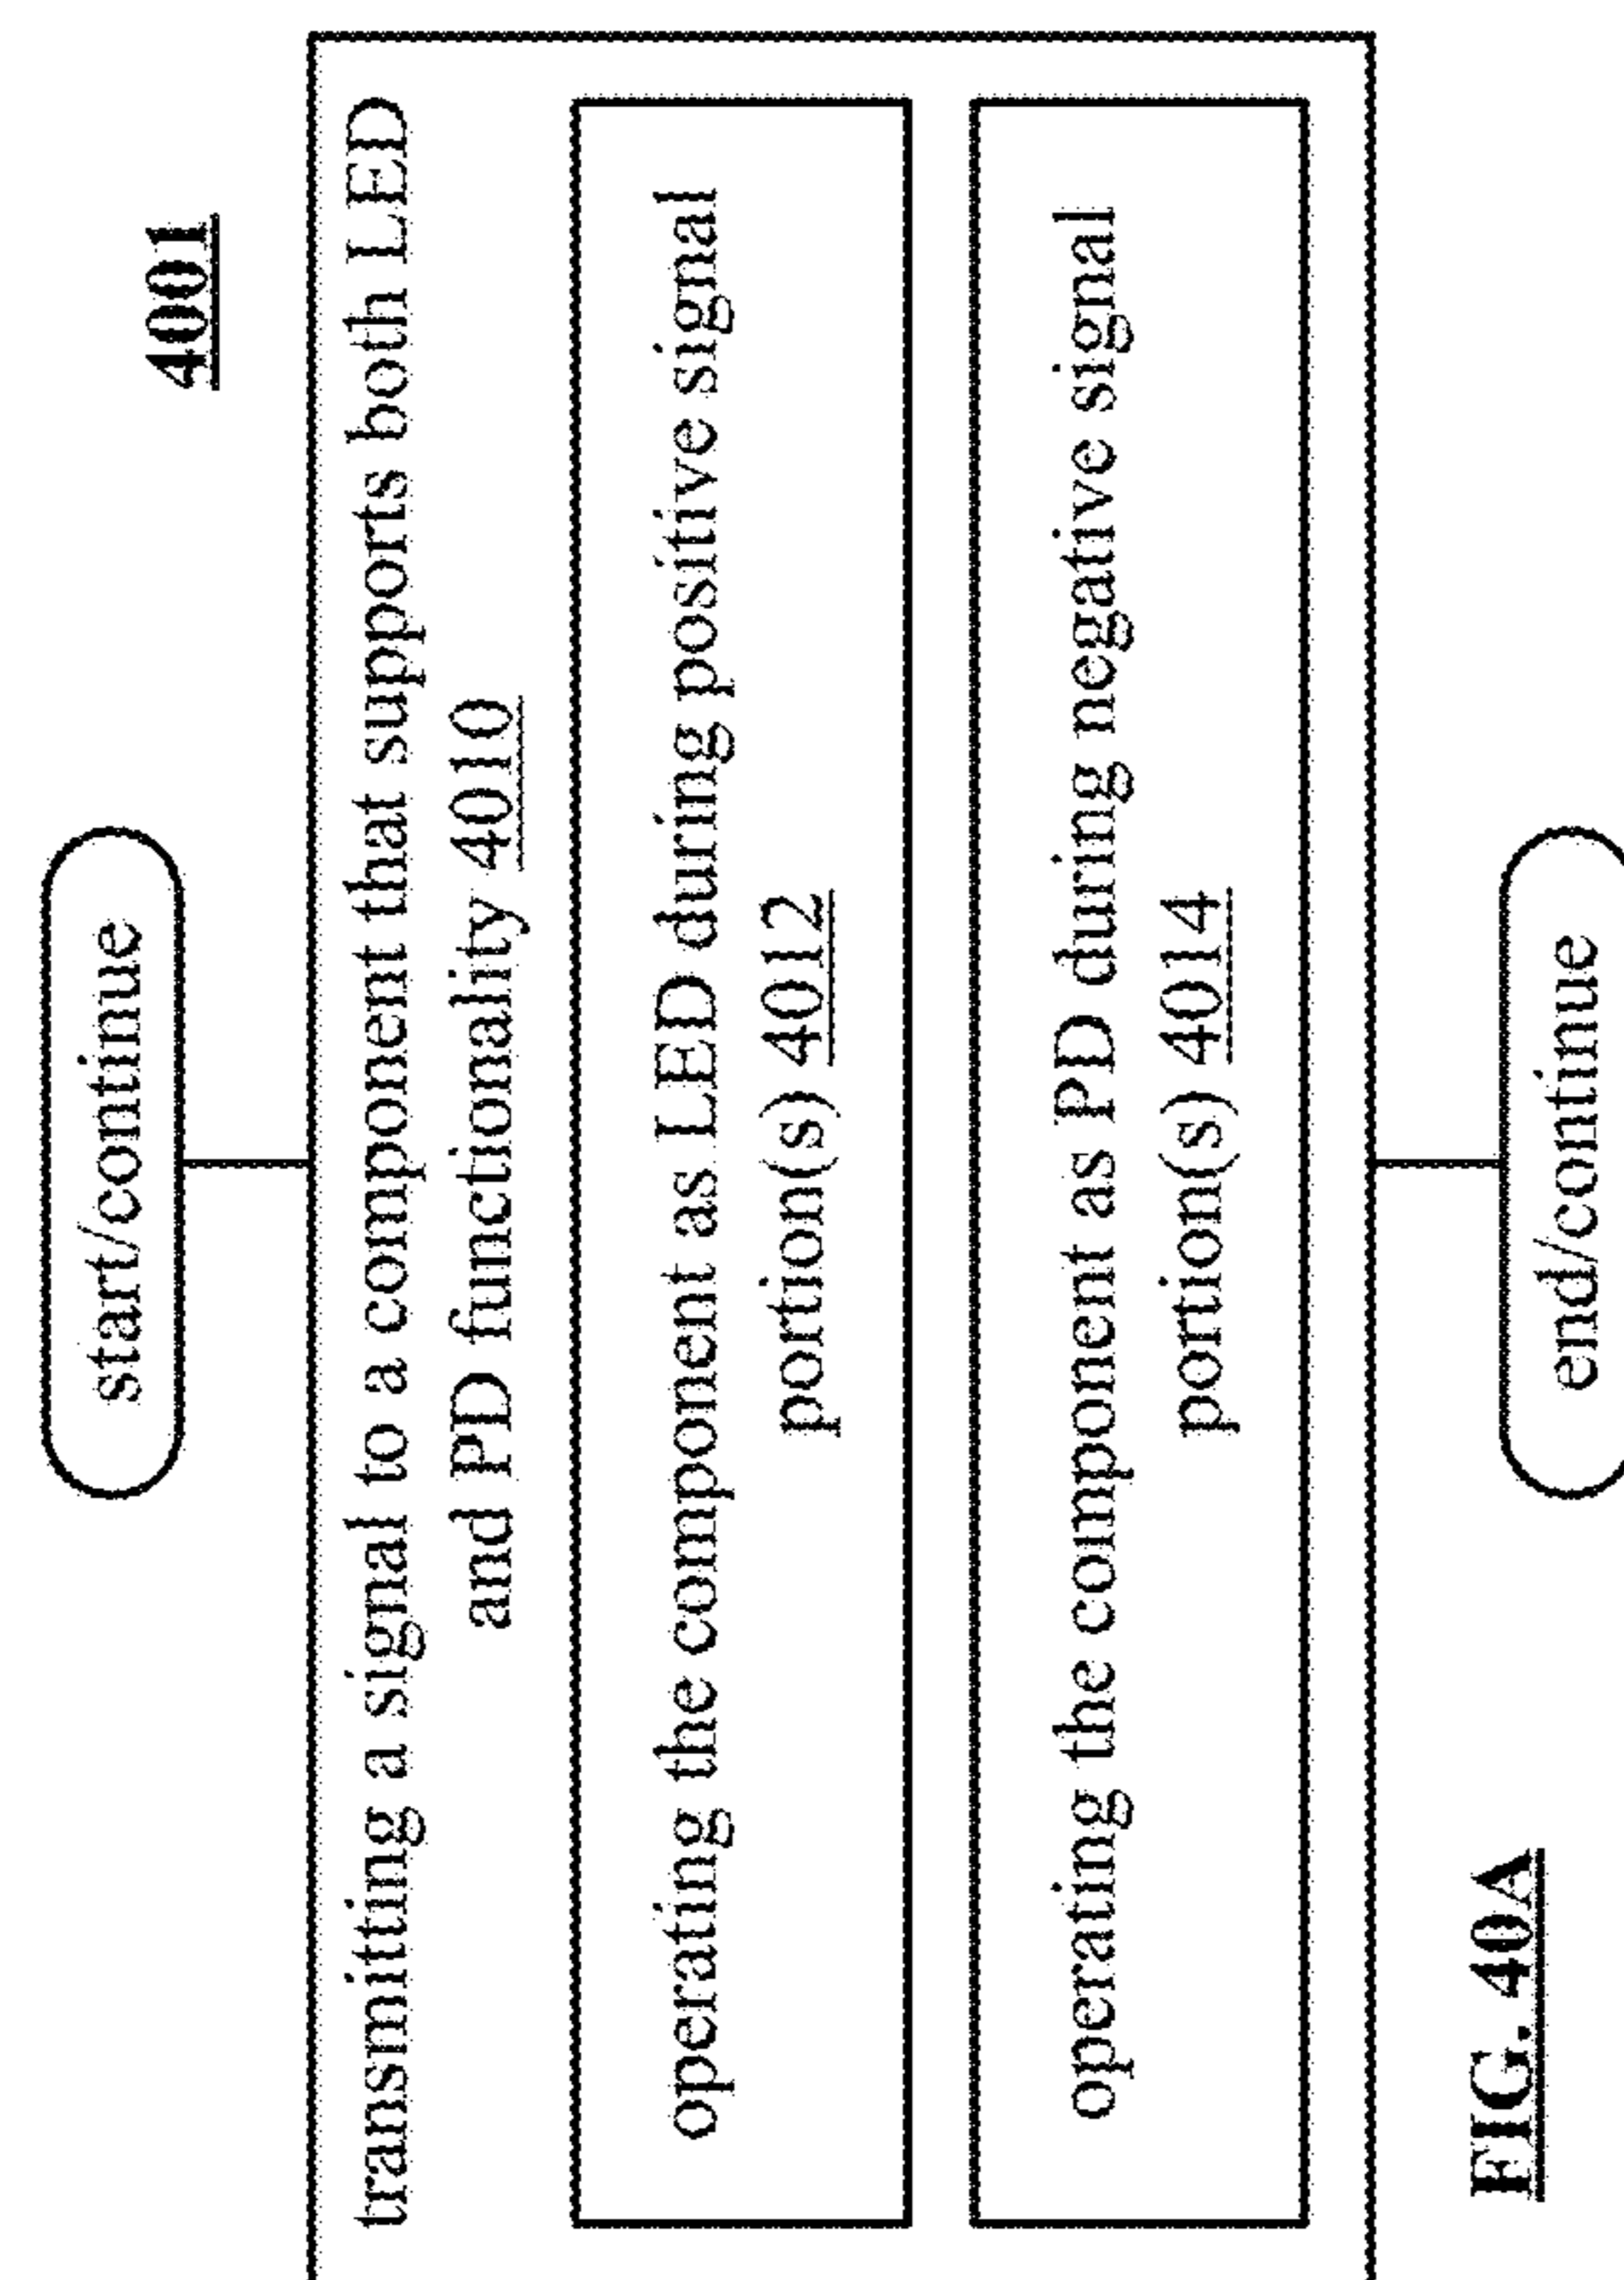 4001
start/continue
transmitting a signal to a component that supports both LED
and PD functionality 4010
operating the component as LED during positive signal
portion(s) 4012
operating the component as PD during negative signal
portion(s) 4014
end/continue
FIG. 40A